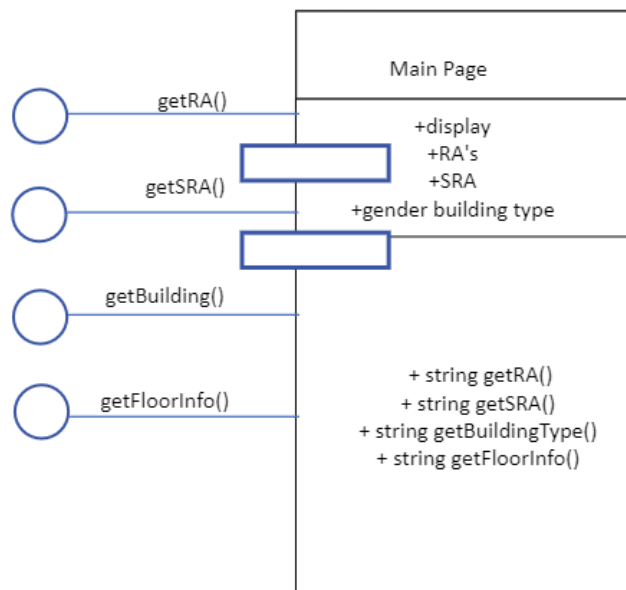 Main Page
getRA()
+display
+RA's
getSRA()
+SRA
+gender building type
getBuilding()
getFloorInfo()
+ string getRA()
+ string getSRA()
+ string getBuildingType()
+ string getFloorInfo()